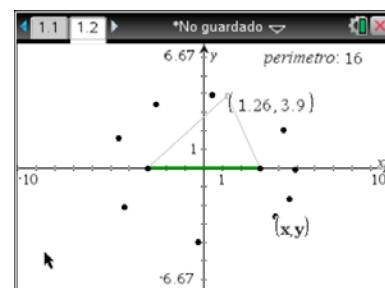 1.1 1.2 *No guardado
6.67 y perimetro: 16
(1.26, 3.9)
1
x
-10 1 10
(x,y)
-6.67